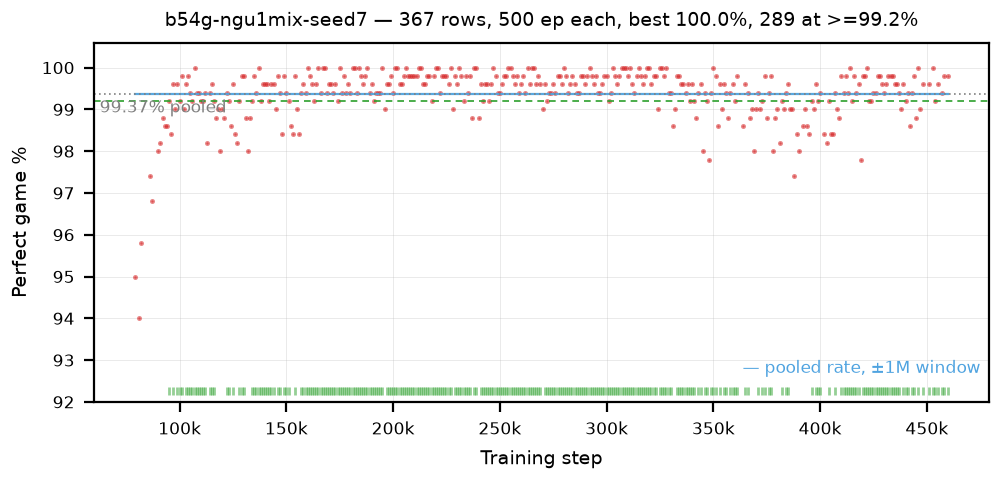 b54g-ngu1mix-seed7 — 367 rows, 500 ep each, best 100.0%, 289 at >=99.2%
Perfect game %
100
99
98
97
96
95
94
93
92
99.37% pooled
— pooled rate, ±1M window
100k
150k
200k
250k
300k
350k
400k
450k
Training step